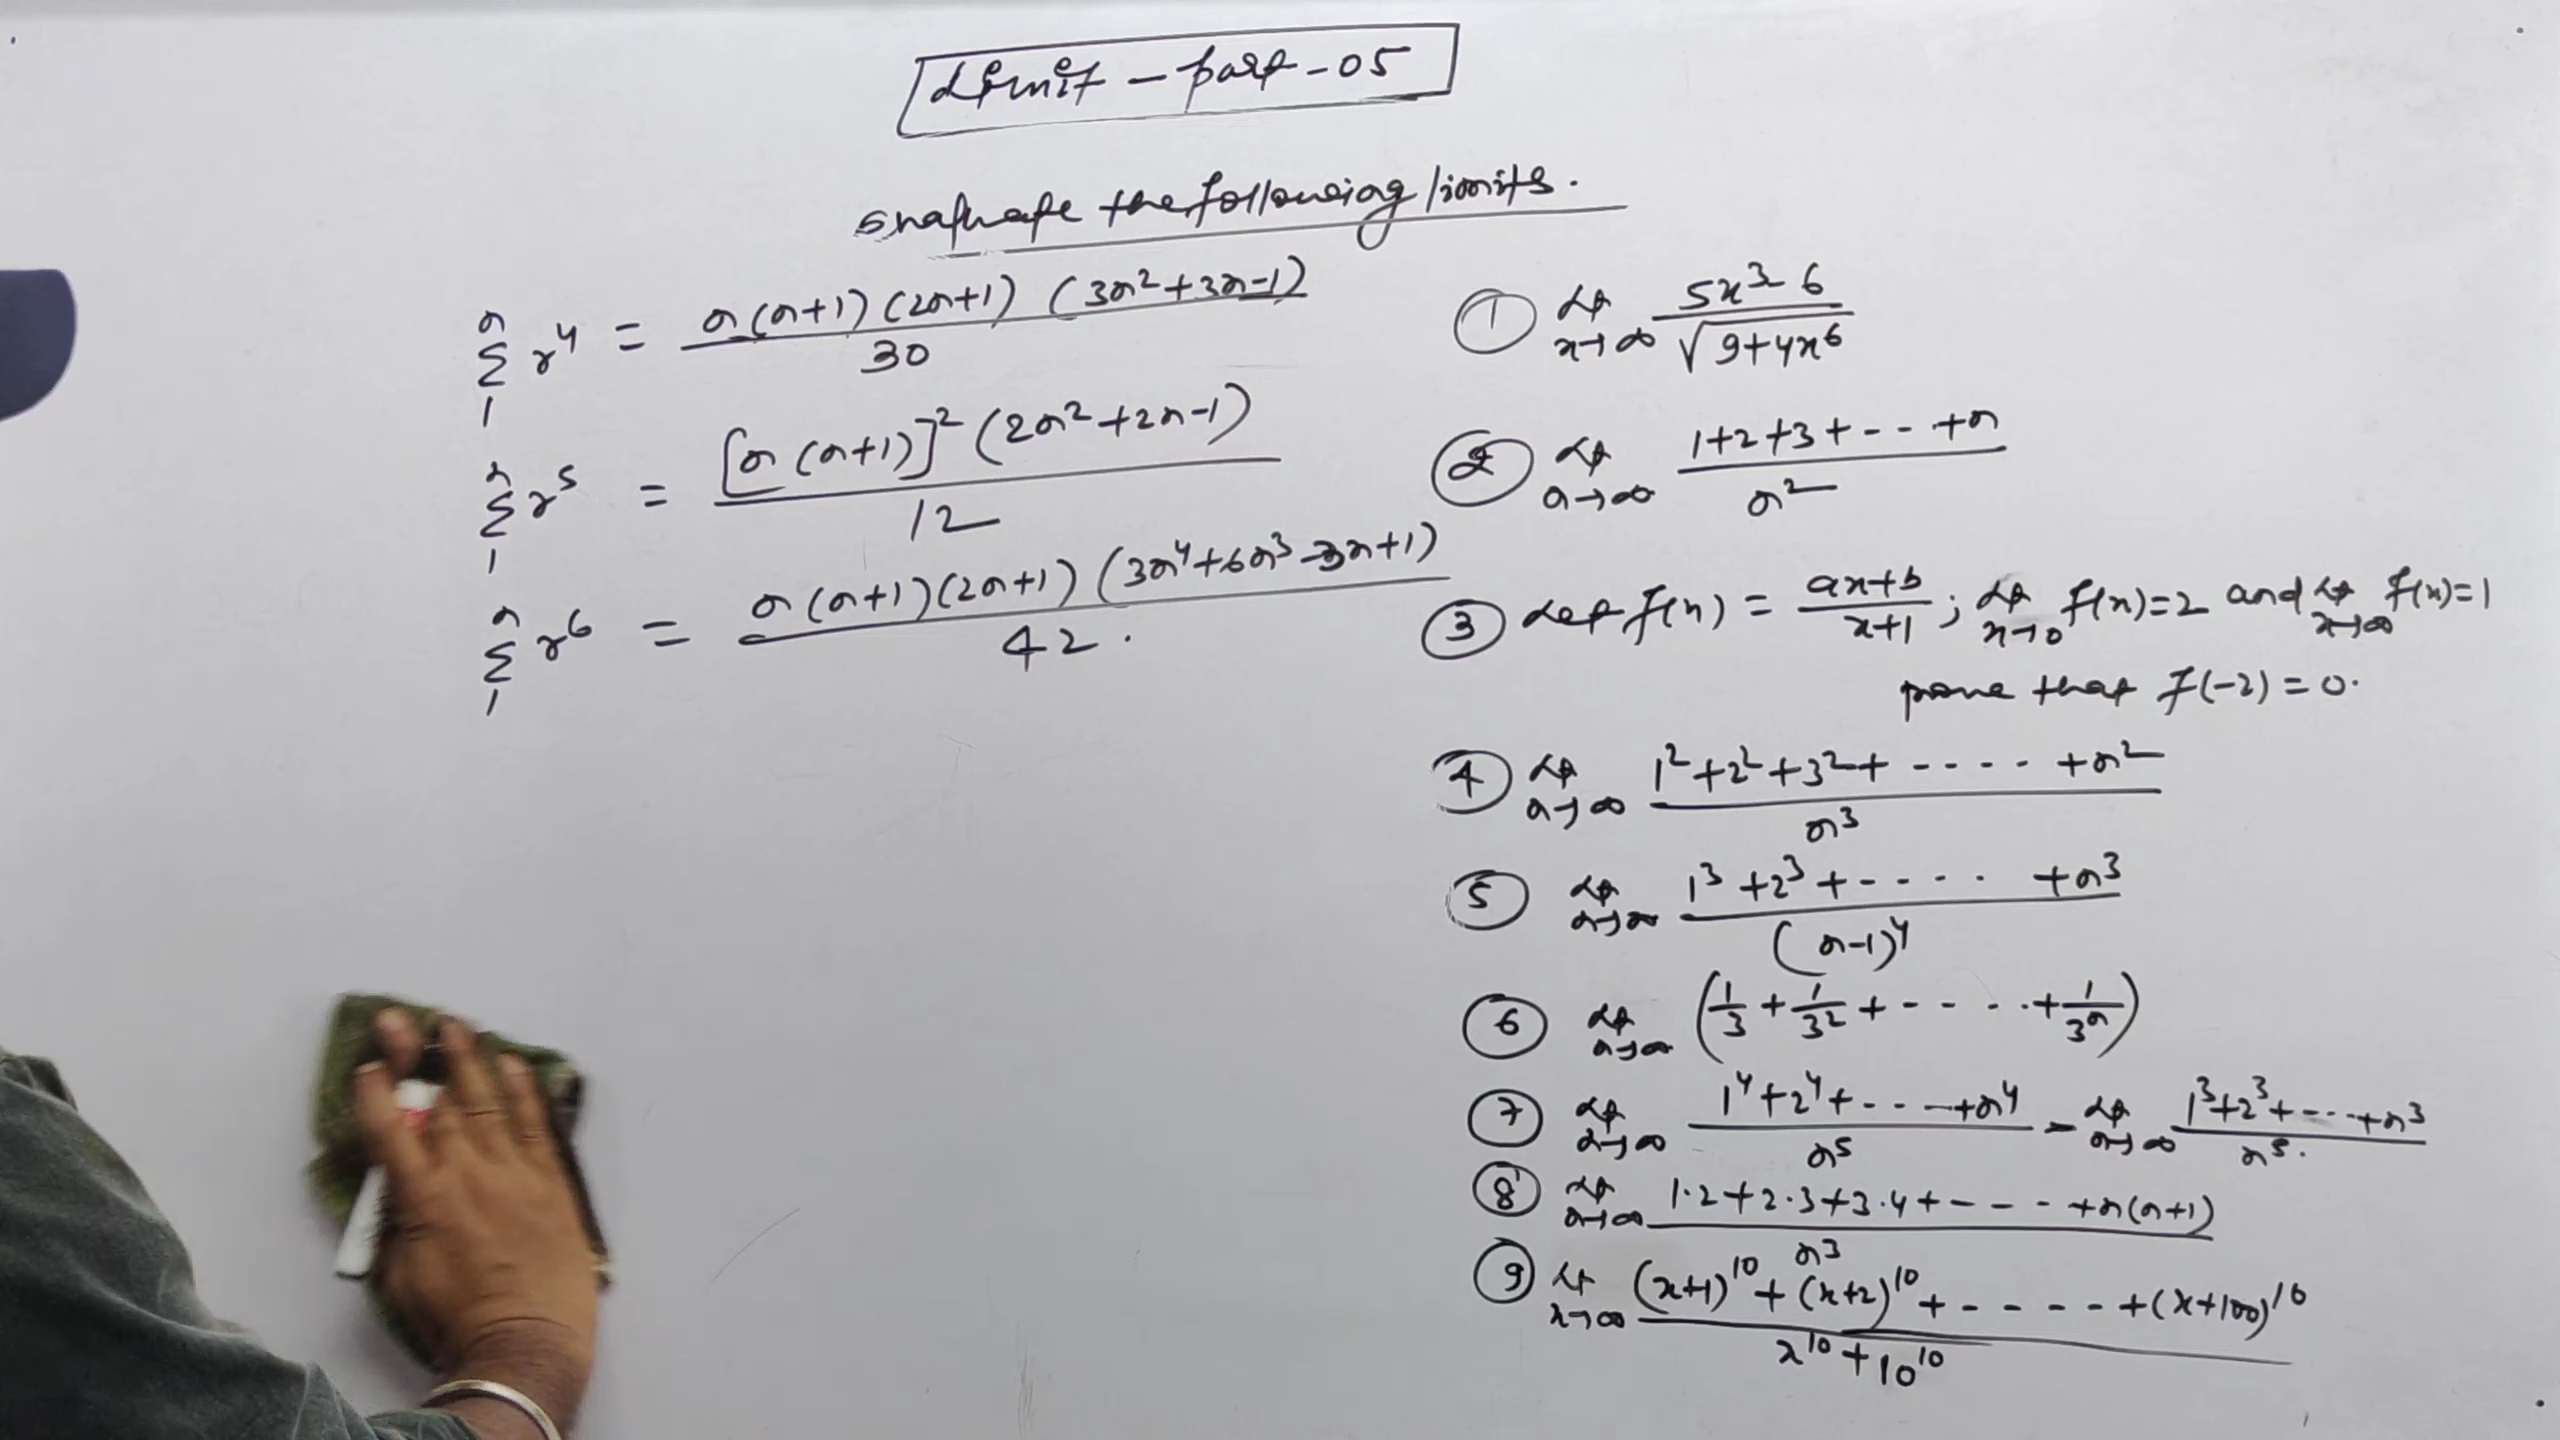 Limit - part - 05
Evaluate the following limits.
n Σ 1 r⁴ = n(n+1)(2n+1)(3n²+3n-1) / 30
n Σ 1 r⁵ = [n(n+1)]²(2n²+2n-1) / 12
n Σ 1 r⁶ = n(n+1)(2n+1)(3n⁴+6n³-3n+1) / 42.
① Lt x→∞ 5x³-6 / √9+4x⁶
② Lt n→∞ 1+2+3+--+n / n²
③ Let f(x) = ax+b / x+1 ; Lt x→0 f(x)=2 and Lt x→∞ f(x)=1
prove that f(-2)=0.
④ Lt n→∞ 1²+2²+3²+----+n² / n³
⑤ Lt n→∞ 1³+2³+-----+n³ / (n-1)⁴
⑥ Lt n→∞ (1/3 + 1/3² + -----+ 1/3ⁿ)
⑦ Lt n→∞ 1⁴+2⁴+----+n⁴ / n⁵ - Lt n→∞ 1³+2³+---+n³ / n⁵.
⑧ Lt n→∞ 1·2+2·3+3·4+----+n(n+1) / n³
⑨ Lt x→∞ (x+1)¹⁰+(x+2)¹⁰+-----+(x+100)¹⁰ / x¹⁰+10¹⁰